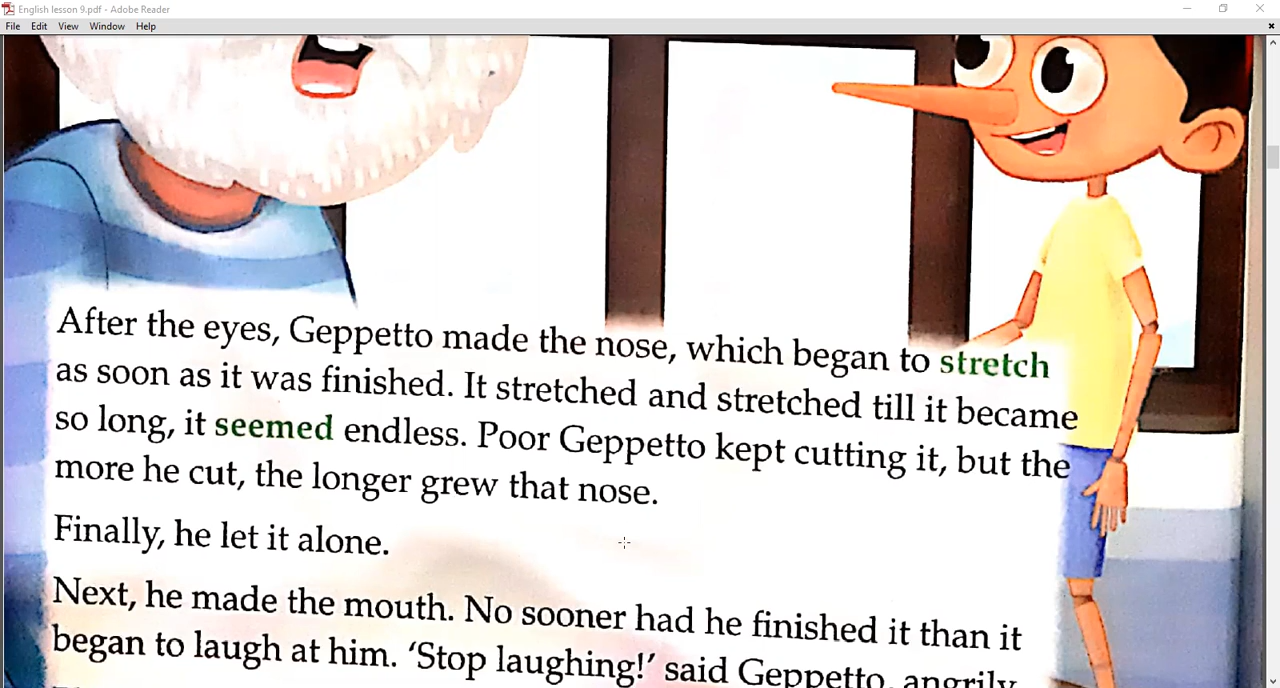 English lesson 9.pdf - Adobe Reader
File Edit View Window Help
After the eyes, Geppetto made the nose, which began to stretch
as soon as it was finished. It stretched and stretched till it became
so long, it seemed endless. Poor Geppetto kept cutting it, but the
more he cut, the longer grew that nose.
Finally, he let it alone.
Next, he made the mouth. No sooner had he finished it than it
began to laugh at him. ‘Stop laughing!’ said Geppetto, angrily